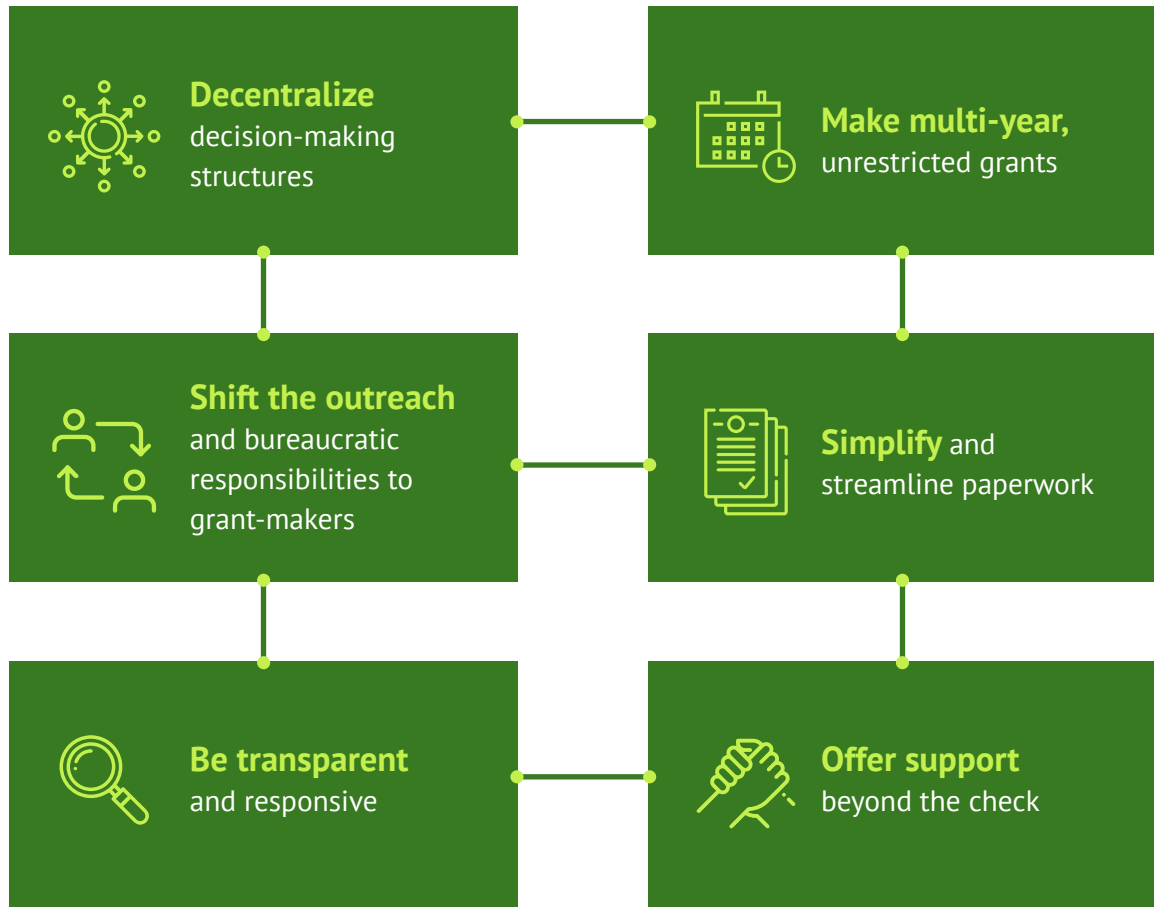 Decentralize
decision-making
structures
Make multi-year,
unrestricted grants
Shift the outreach
and bureaucratic
responsibilities to
grant-makers
Simplify and
streamline paperwork
Be transparent
and responsive
Offer support
beyond the check